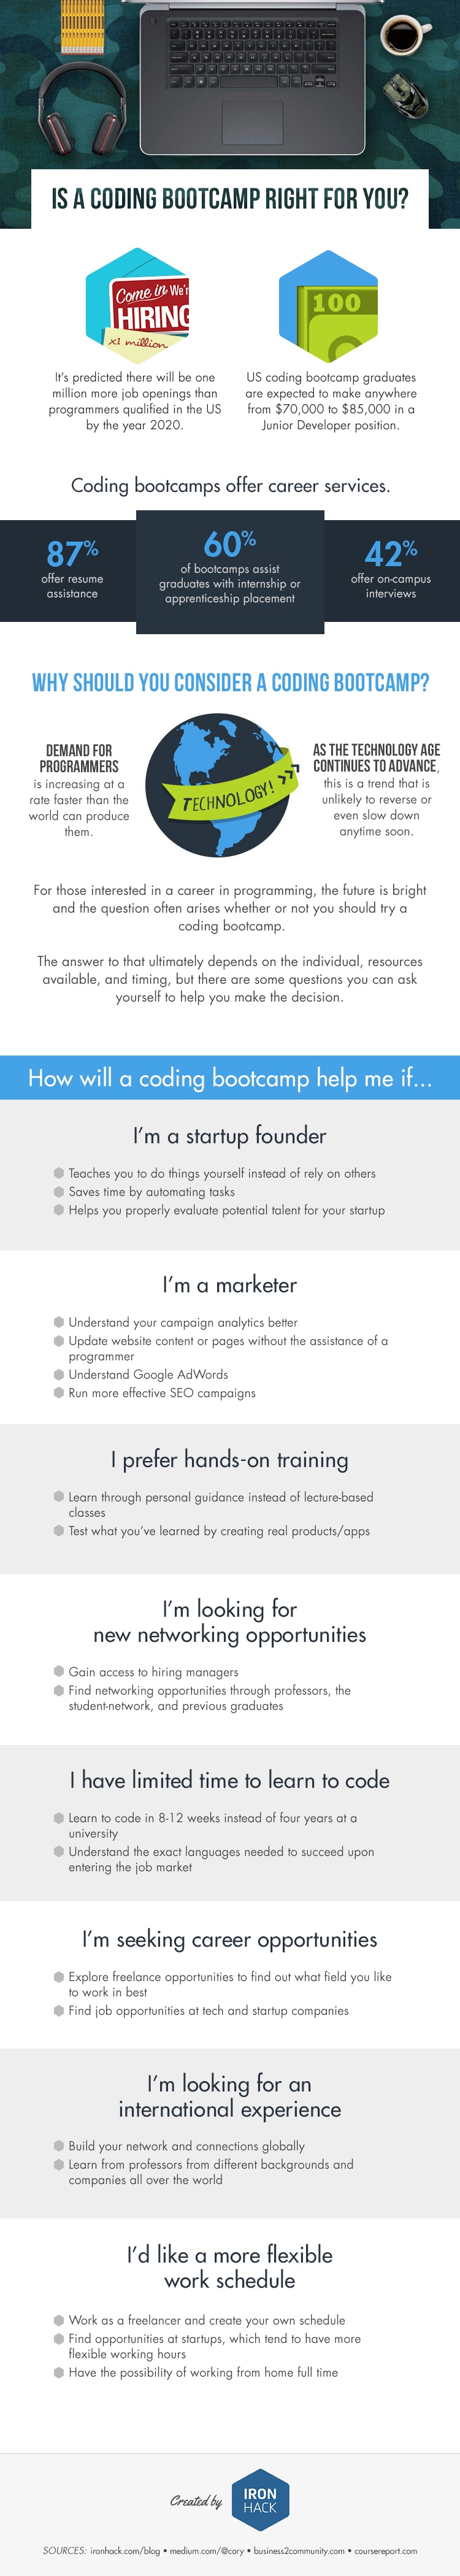 IS A CODING BOOTCAMP RIGHT FOR YOU?
Come in We'r
HIRING
x1 million
100
It's predicted there will be one
million more job openings than
programmers qualified in the US
by the year 2020.
US coding bootcamp graduates
are expected to make anywhere
from $70,000 to $85,000 in a
Junior Developer position.
Coding bootcamps offer career services.
87%
offer resume
assistance
60%
of bootcamps assist
graduates with internship or
apprenticeship placement
42%
offer on-campus
interviews
WHY SHOULD YOU CONSIDER A CODING BOOTCAMP?
DEMAND FOR
PROGRAMMERS
is increasing at a
rate faster than the
world can produce
them.
TECHNOLOGY!
AS THE TECHNOLOGY AGE
CONTINUES TO ADVANCE,
this is a trend that is
unlikely to reverse or
even slow down
anytime soon.
For those interested in a career in programming, the future is bright
and the question often arises whether or not you should try a
coding bootcamp.
The answer to that ultimately depends on the individual, resources
available, and timing, but there are some questions you can ask
yourself to help you make the decision.
How will a coding bootcamp help me if...
I'm a startup founder
Teaches you to do things yourself instead of rely on others
Saves time by automating tasks
Helps you properly evaluate potential talent for your startup
I'm a marketer
Understand your campaign analytics better
Update website content or pages without the assistance of a
programmer
Understand Google AdWords
Run more effective SEO campaigns
I prefer hands-on training
Learn through personal guidance instead of lecture-based
classes
Test what you've learned by creating real products/apps
I'm looking for
new networking opportunities
Gain access to hiring managers
Find networking opportunities through professors, the
student-network, and previous graduates
I have limited time to learn to code
Learn to code in 8-12 weeks instead of four years at a
university
Understand the exact languages needed to succeed upon
entering the job market
I'm seeking career opportunities
Explore freelance opportunities to find out what field you like
to work in best
Find job opportunities at tech and startup companies
I'm looking for an
international experience
Build your network and connections globally
Learn from professors from different backgrounds and
companies all over the world
I'd like a more flexible
work schedule
Work as a freelancer and create your own schedule
Find opportunities at startups, which tend to have more
flexible working hours
Have the possibility of working from home full time
Created by
IRON
HACK
SOURCES: ironhack.com/blog • medium.com/@cory • business2community.com • coursereport.com